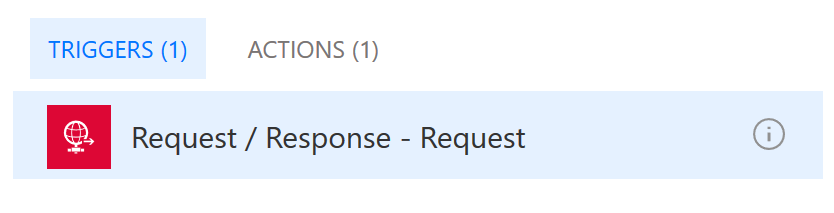 TRIGGERS (1) ACTIONS (1)
Request / Response - Request